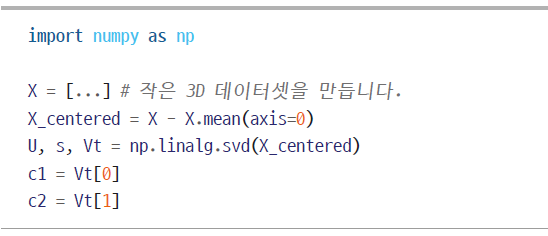 import numpy as np

X = [...] # 작은 3D 데이터셋을 만듭니다.
X_centered = X - X.mean(axis=0)
U, s, Vt = np.linalg.svd(X_centered)
c1 = Vt[0]
c2 = Vt[1]